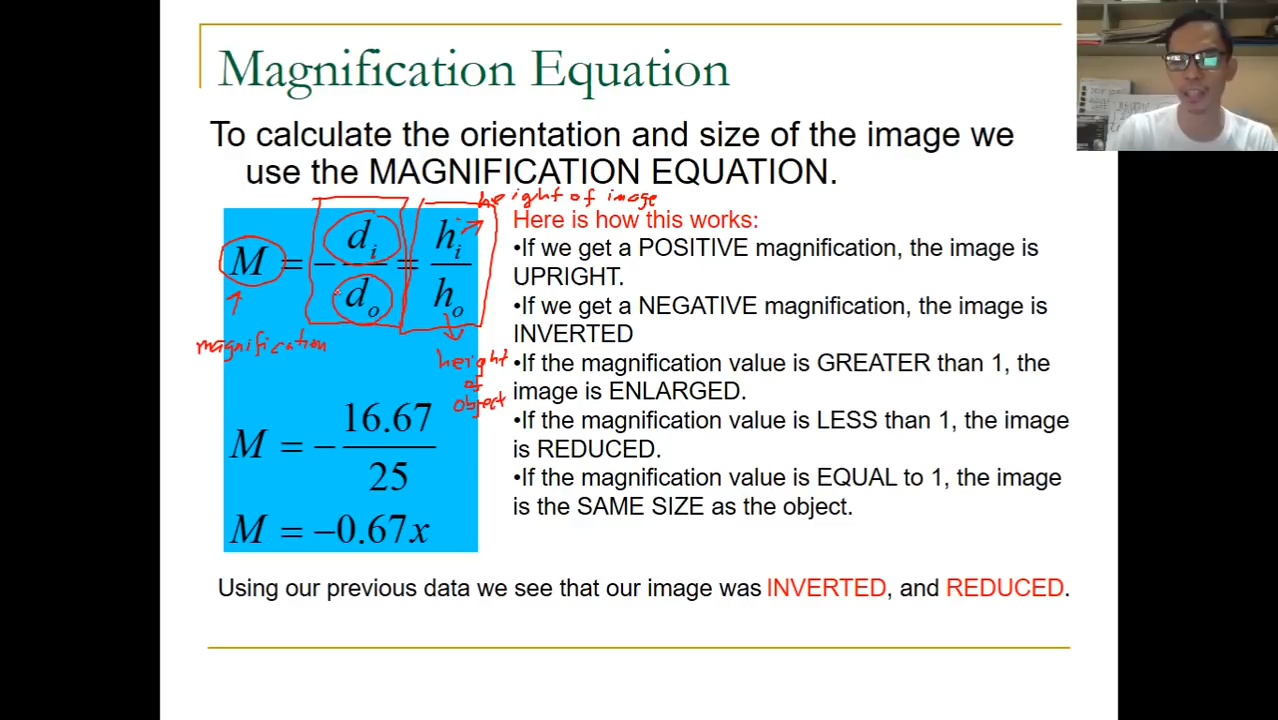 Magnification Equation
To calculate the orientation and size of the image we
use the MAGNIFICATION EQUATION.
height of image
M = - di/do = hi/ho
magnification
height
of
object
M = - 16.67/25
M = -0.67x
Here is how this works:
•If we get a POSITIVE magnification, the image is
UPRIGHT.
•If we get a NEGATIVE magnification, the image is
INVERTED
•If the magnification value is GREATER than 1, the
image is ENLARGED.
•If the magnification value is LESS than 1, the image
is REDUCED.
•If the magnification value is EQUAL to 1, the image
is the SAME SIZE as the object.
Using our previous data we see that our image was INVERTED, and REDUCED.